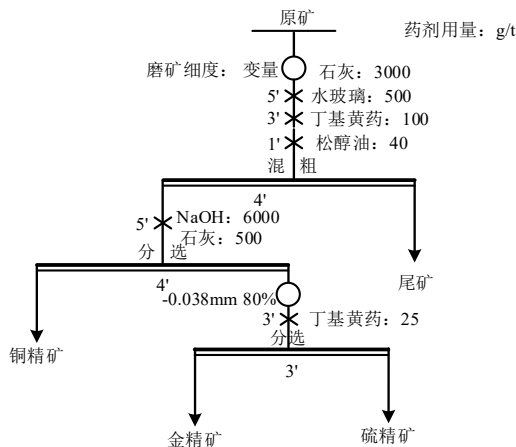 原矿
药剂用量：g/t
磨矿细度： 变量
石灰：3000
5' 水玻璃：500
3' 丁基黄药：100
1' 松醇油：40
混 粗
4'
5' NaOH：6000
石灰：500
分 选
尾矿
4'
-0.038mm 80%
3' 丁基黄药：25
分选
铜精矿
3'
金精矿
硫精矿